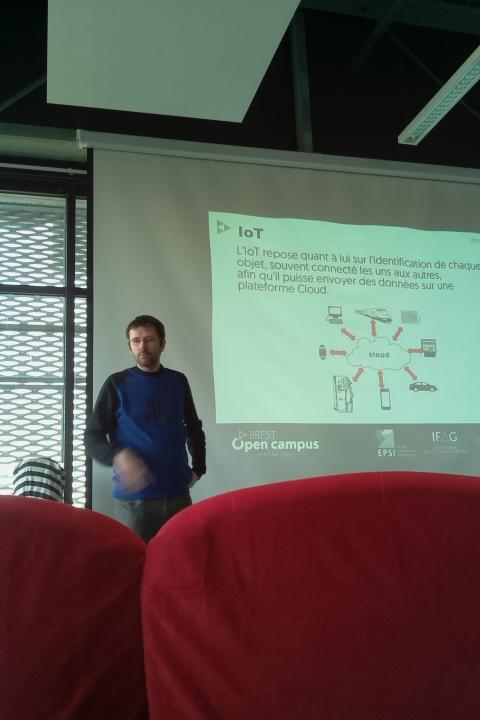 IoT
L'IoT repose quant à lui sur l'identification de chaque
objet, souvent connecté les uns aux autres,
afin qu'il puisse envoyer des données sur une
plateforme Cloud.
cloud
BREST
Open campus
EPSI
IFAG